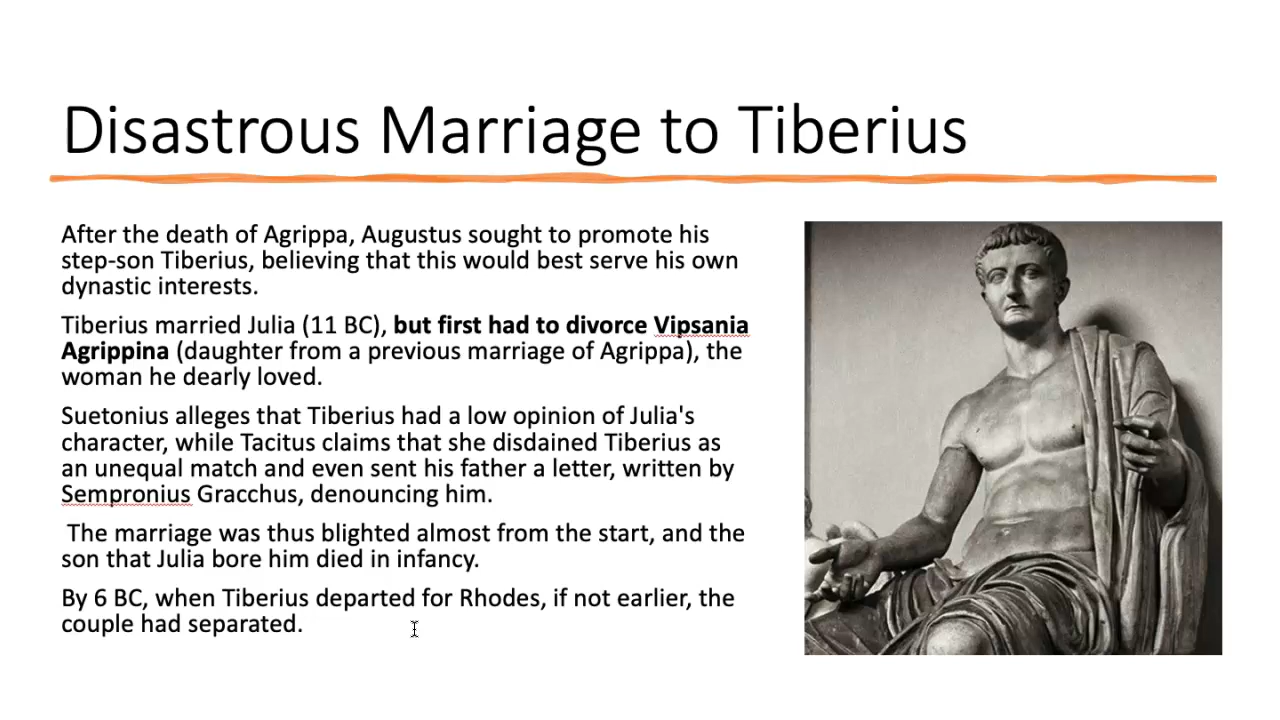 Disastrous Marriage to Tiberius
After the death of Agrippa, Augustus sought to promote his
step-son Tiberius, believing that this would best serve his own
dynastic interests.
Tiberius married Julia (11 BC), but first had to divorce Vipsania
Agrippina (daughter from a previous marriage of Agrippa), the
woman he dearly loved.
Suetonius alleges that Tiberius had a low opinion of Julia's
character, while Tacitus claims that she disdained Tiberius as
an unequal match and even sent his father a letter, written by
Sempronius Gracchus, denouncing him.
The marriage was thus blighted almost from the start, and the
son that Julia bore him died in infancy.
By 6 BC, when Tiberius departed for Rhodes, if not earlier, the
couple had separated.